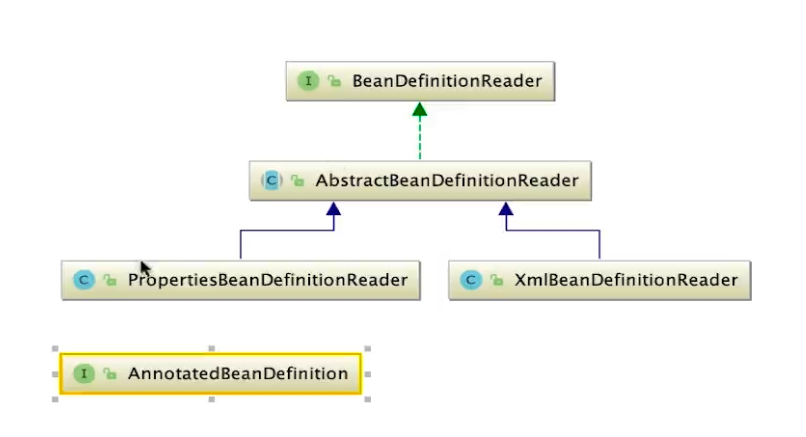 I BeanDefinitionReader
C AbstractBeanDefinitionReader
C PropertiesBeanDefinitionReader
C XmlBeanDefinitionReader
I AnnotatedBeanDefinition